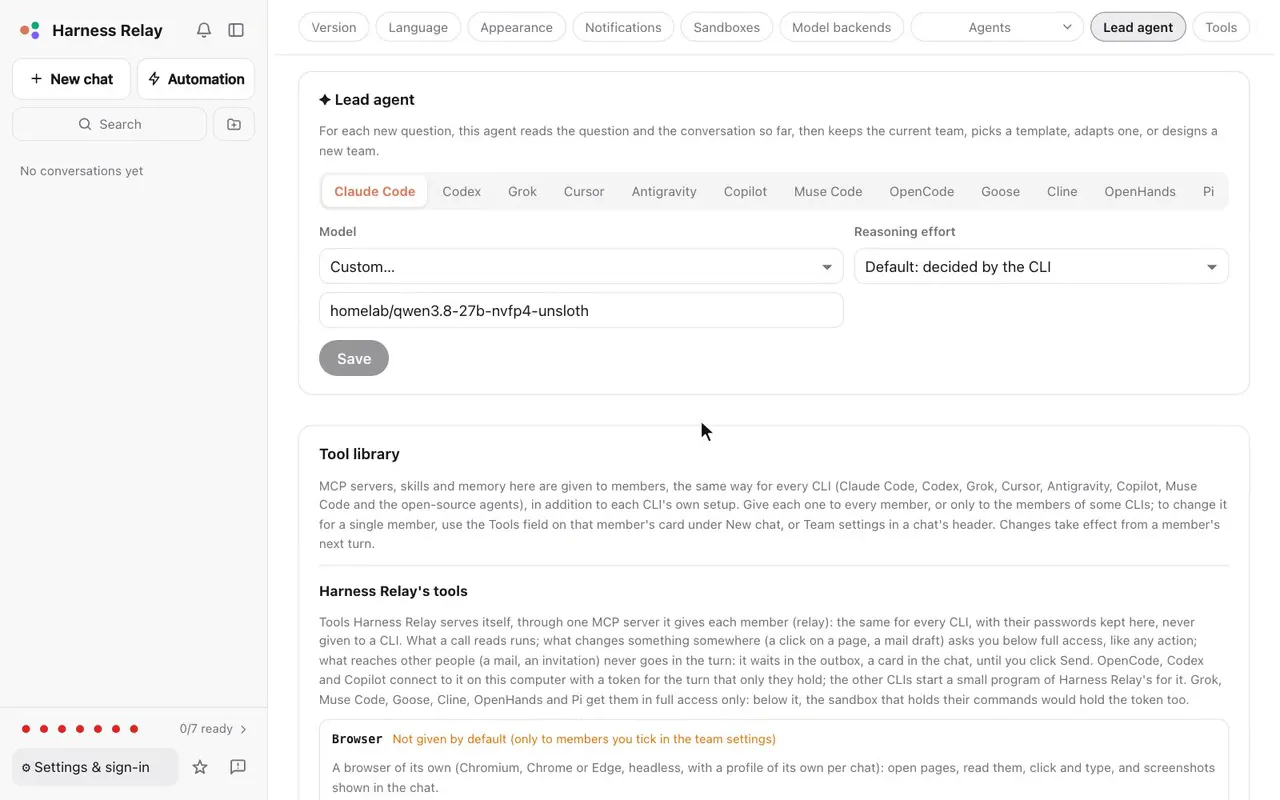 Harness Relay
New chat
Automation
Search
No conversations yet
0/7 ready
Settings & sign-in
Version
Language
Appearance
Notifications
Sandboxes
Model backends
Agents
Lead agent
Tools
Lead agent
For each new question, this agent reads the question and the conversation so far, then keeps the current team, picks a template, adapts one, or designs a
new team.
Claude Code
Codex
Grok
Cursor
Antigravity
Copilot
Muse Code
OpenCode
Goose
Cline
OpenHands
Pi
Model
Reasoning effort
Custom...
Default: decided by the CLI
homelab/qwen3.8-27b-nvfp4-unsloth
Save
Tool library
MCP servers, skills and memory here are given to members, the same way for every CLI (Claude Code, Codex, Grok, Cursor, Antigravity, Copilot, Muse
Code and the open-source agents), in addition to each CLI's own setup. Give each one to every member, or only to the members of some CLIs; to change it
for a single member, use the Tools field on that member's card under New chat, or Team settings in a chat's header. Changes take effect from a member's
next turn.
Harness Relay's tools
Tools Harness Relay serves itself, through one MCP server it gives each member (relay): the same for every CLI, with their passwords kept here, never
given to a CLI. What a call reads runs; what changes something somewhere (a click on a page, a mail draft) asks you below full access, like any action;
what reaches other people (a mail, an invitation) never goes in the turn: it waits in the outbox, a card in the chat, until you click Send. OpenCode, Codex
and Copilot connect to it on this computer with a token for the turn that only they hold; the other CLIs start a small program of Harness Relay's for it. Grok,
Muse Code, Goose, Cline, OpenHands and Pi get them in full access only: below it, the sandbox that holds their commands would hold the token too.
Browser Not given by default (only to members you tick in the team settings)
A browser of its own (Chromium, Chrome or Edge, headless, with a profile of its own per chat): open pages, read them, click and type, and screenshots
shown in the chat.